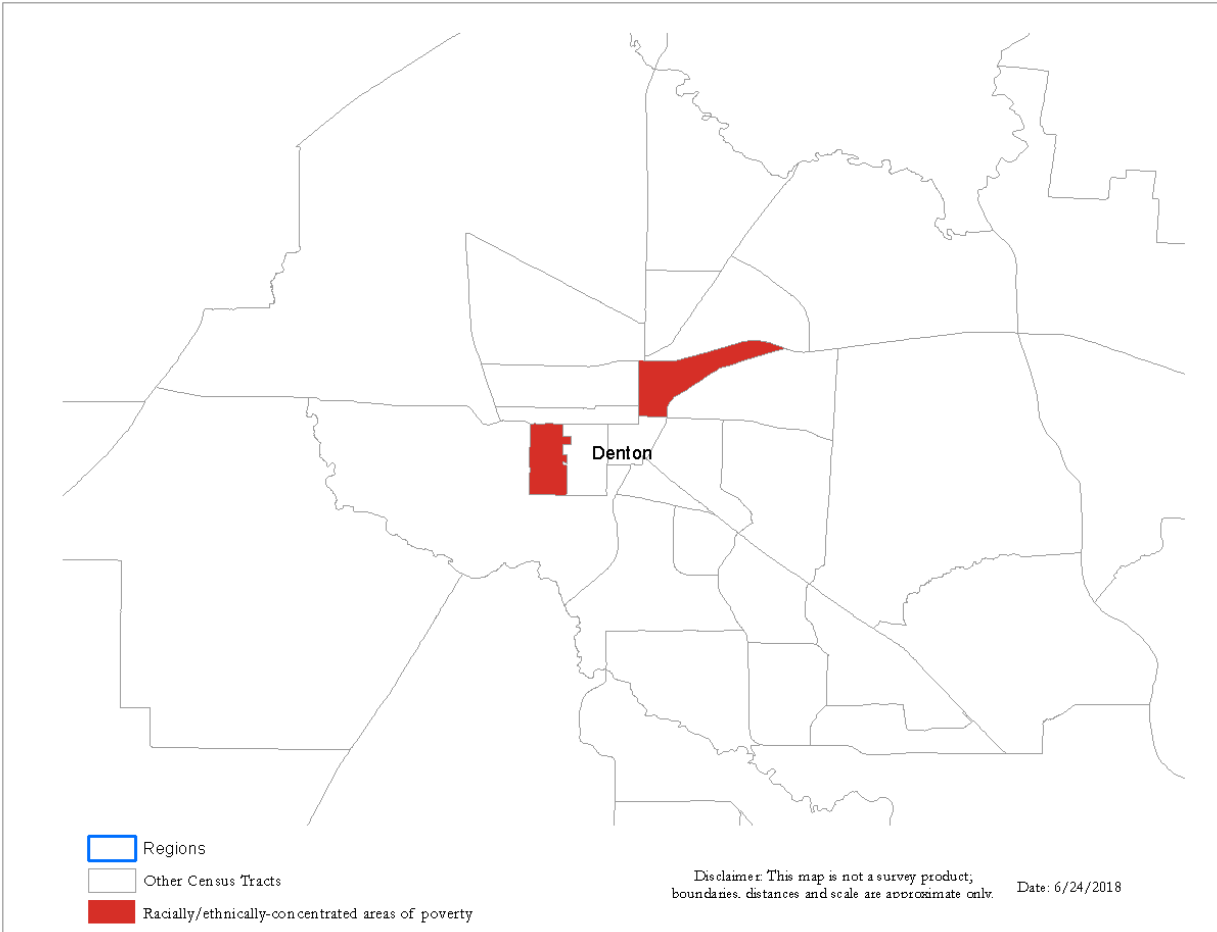 Denton
Regions
Other Census Tracts
Racially/ethnically-concentrated areas of poverty
Disclaimer: This map is not a survey product;
boundaries, distances and scale are approximate only.
Date: 6/24/2018